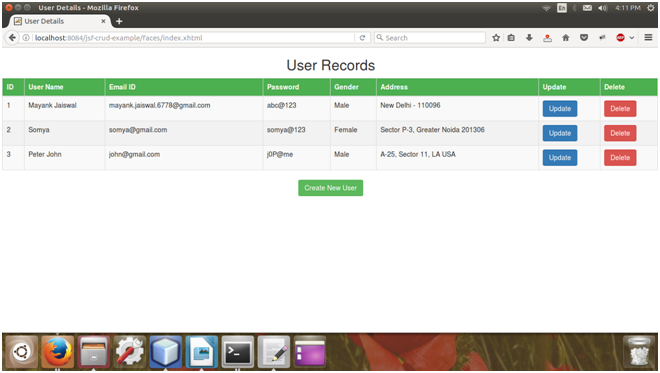 User Details - Mozilla Firefox
En
4:11 PM
User Details
localhost:8084/jsf-crud-example/faces/index.xhtml
Search
User Records
ID User Name Email ID Password Gender Address Update Delete
1 Mayank Jaiswal mayank.jaiswal.6778@gmail.com abc@123 Male New Delhi - 110096 Update Delete
2 Somya somya@gmail.com somya@123 Female Sector P-3, Greater Noida 201306 Update Delete
3 Peter John john@gmail.com j0P@me Male A-25, Sector 11, LA USA Update Delete
Create New User